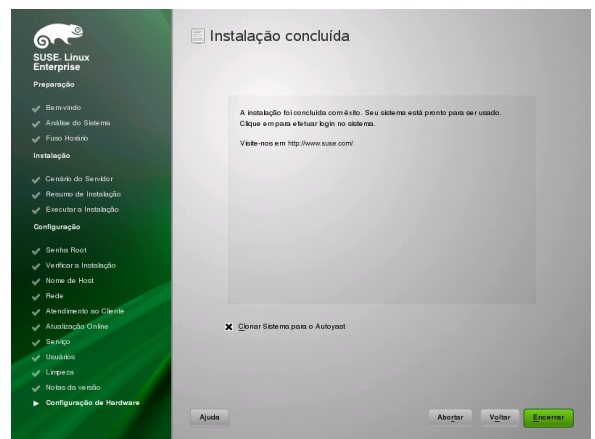 SUSE. Linux
Enterprise
Preparação
Bem-vindo
Análise do Sistema
Fuso Horário
Instalação
Cenário do Servidor
Resumo de Instalação
Executar a Instalação
Configuração
Senha Root
Verificar a Instalação
Nome de Host
Rede
Atendimento ao Cliente
Atualização Online
Serviço
Usuários
Limpeza
Notas da versão
Configuração de Hardware
Instalação concluída
A instalação foi concluída com êxito. Seu sistema está pronto para ser usado.
Clique em para efetuar login no sistema.
Visite-nos em http://www.suse.com/.
Clonar Sistema para o Autoyast
Ajuda
Abortar
Voltar
Encerrar